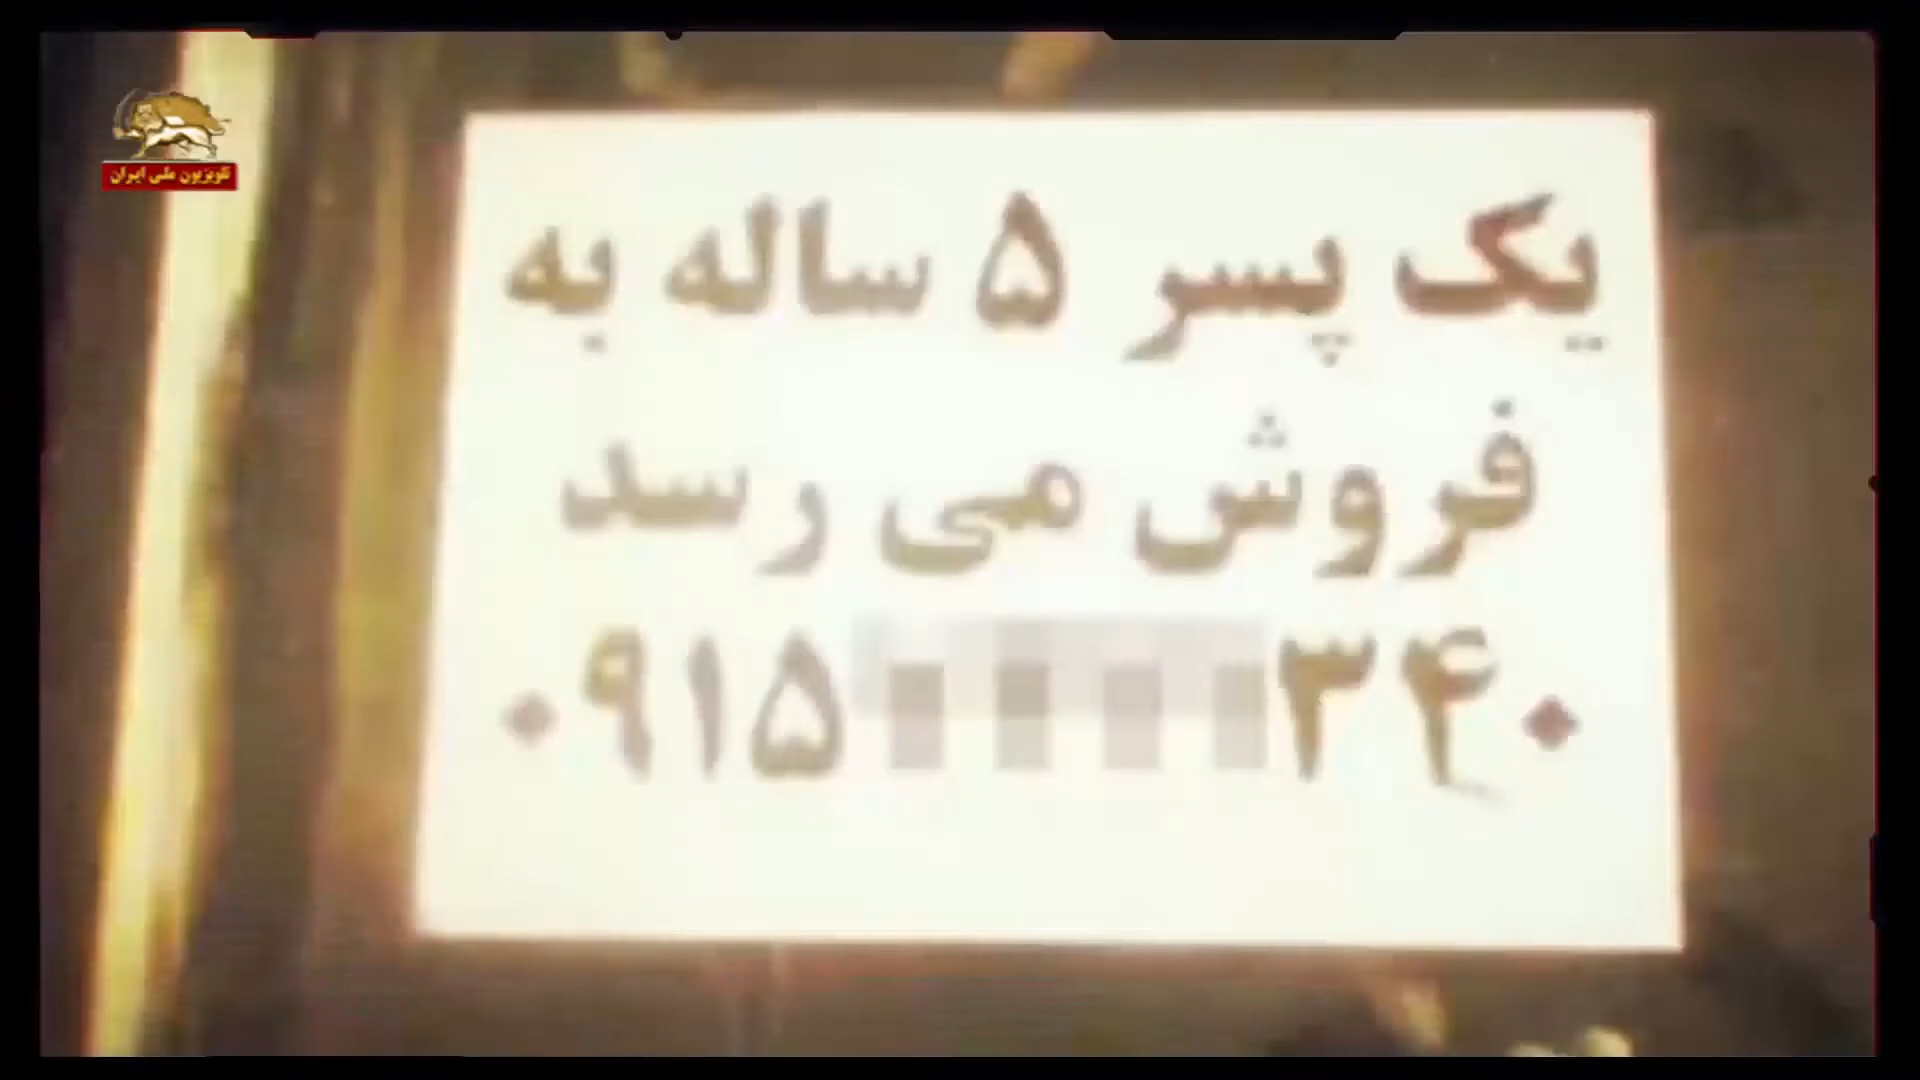 تلویزیون ملی ایران
یک پسر ۵ ساله به
فروش می رسد
۰۹۱۵ ۳۴۰